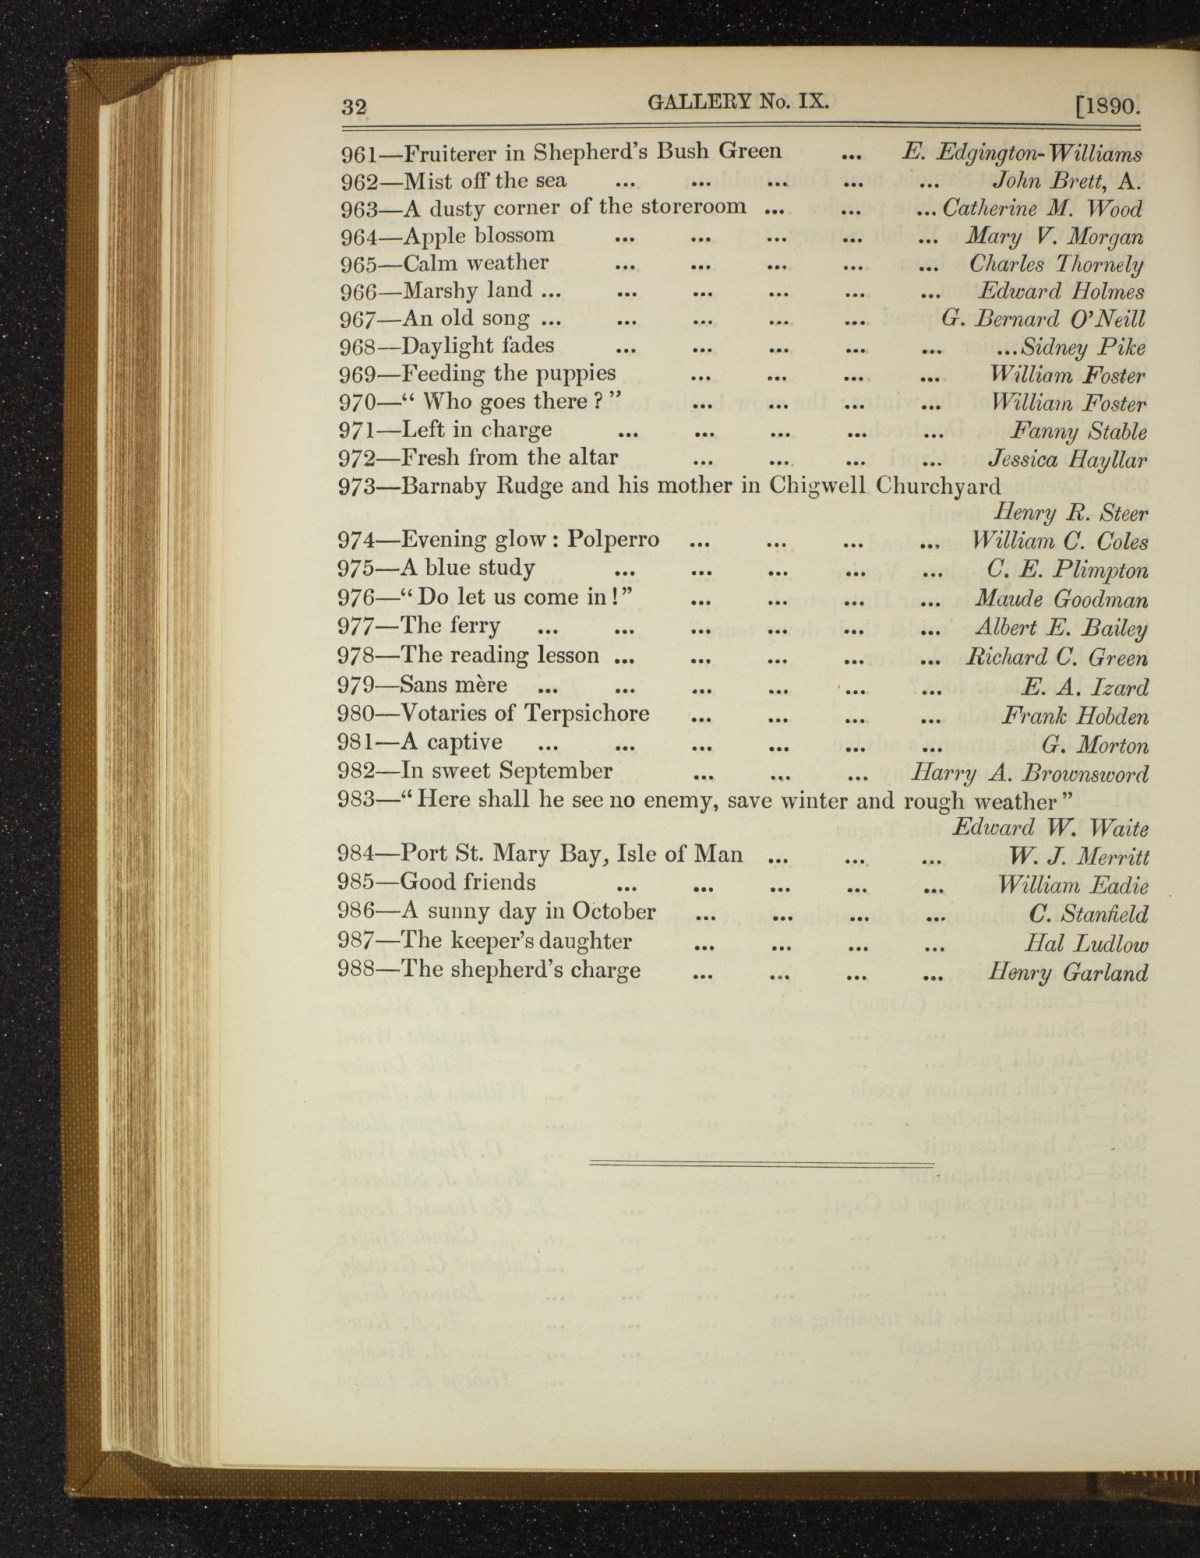 32 GALLERY No. IX. [1890.
961—Fruiterer in Shepherd's Bush Green ... E. Edgington-Williams
962—Mist off the sea ... ... ... ... ... John Brett, A.
963—A dusty corner of the storeroom ... ... ... Catherine M. Wood
964—Apple blossom ... ... ... ... ... Mary V. Morgan
965—Calm weather ... ... ... ... ... Charles Thornely
966—Marshy land ... ... ... ... ... ... Edward Holmes
967—An old song ... ... ... ... ... G. Bernard O'Neill
968—Daylight fades ... ... ... ... ... ...Sidney Pike
969—Feeding the puppies ... ... ... ... William Foster
970—“ Who goes there ? ” ... ... ... ... William Foster
971—Left in charge ... ... ... ... ... Fanny Stable
972—Fresh from the altar ... ... ... ... Jessica Hayllar
973—Barnaby Rudge and his mother in Chigwell Churchyard
Henry R. Steer
974—Evening glow : Polperro ... ... ... ... William C. Coles
975—A blue study ... ... ... ... ... C. E. Plimpton
976—“ Do let us come in ! ” ... ... ... ... Maude Goodman
977—The ferry ... ... ... ... ... ... Albert E. Bailey
978—The reading lesson ... ... ... ... ... Richard C. Green
979—Sans mère ... ... ... ... ... ... E. A. Izard
980—Votaries of Terpsichore ... ... ... ... Frank Hobden
981—A captive ... ... ... ... ... ... G. Morton
982—In sweet September ... ... ... Harry A. Brownsword
983—“ Here shall he see no enemy, save winter and rough weather ”
Edward W. Waite
984—Port St. Mary Bay, Isle of Man ... ... ... W. J. Merritt
985—Good friends ... ... ... ... ... William Eadie
986—A sunny day in October ... ... ... ... C. Stanfield
987—The keeper's daughter ... ... ... ... Hal Ludlow
988—The shepherd's charge ... ... ... ... Henry Garland